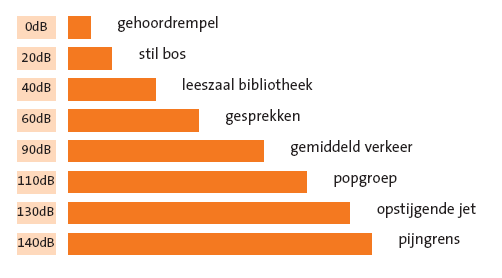 0dB gehoordrempel
20dB stil bos
40dB leeszaal bibliotheek
60dB gesprekken
90dB gemiddeld verkeer
110dB popgroep
130dB opstijgende jet
140dB pijngrens